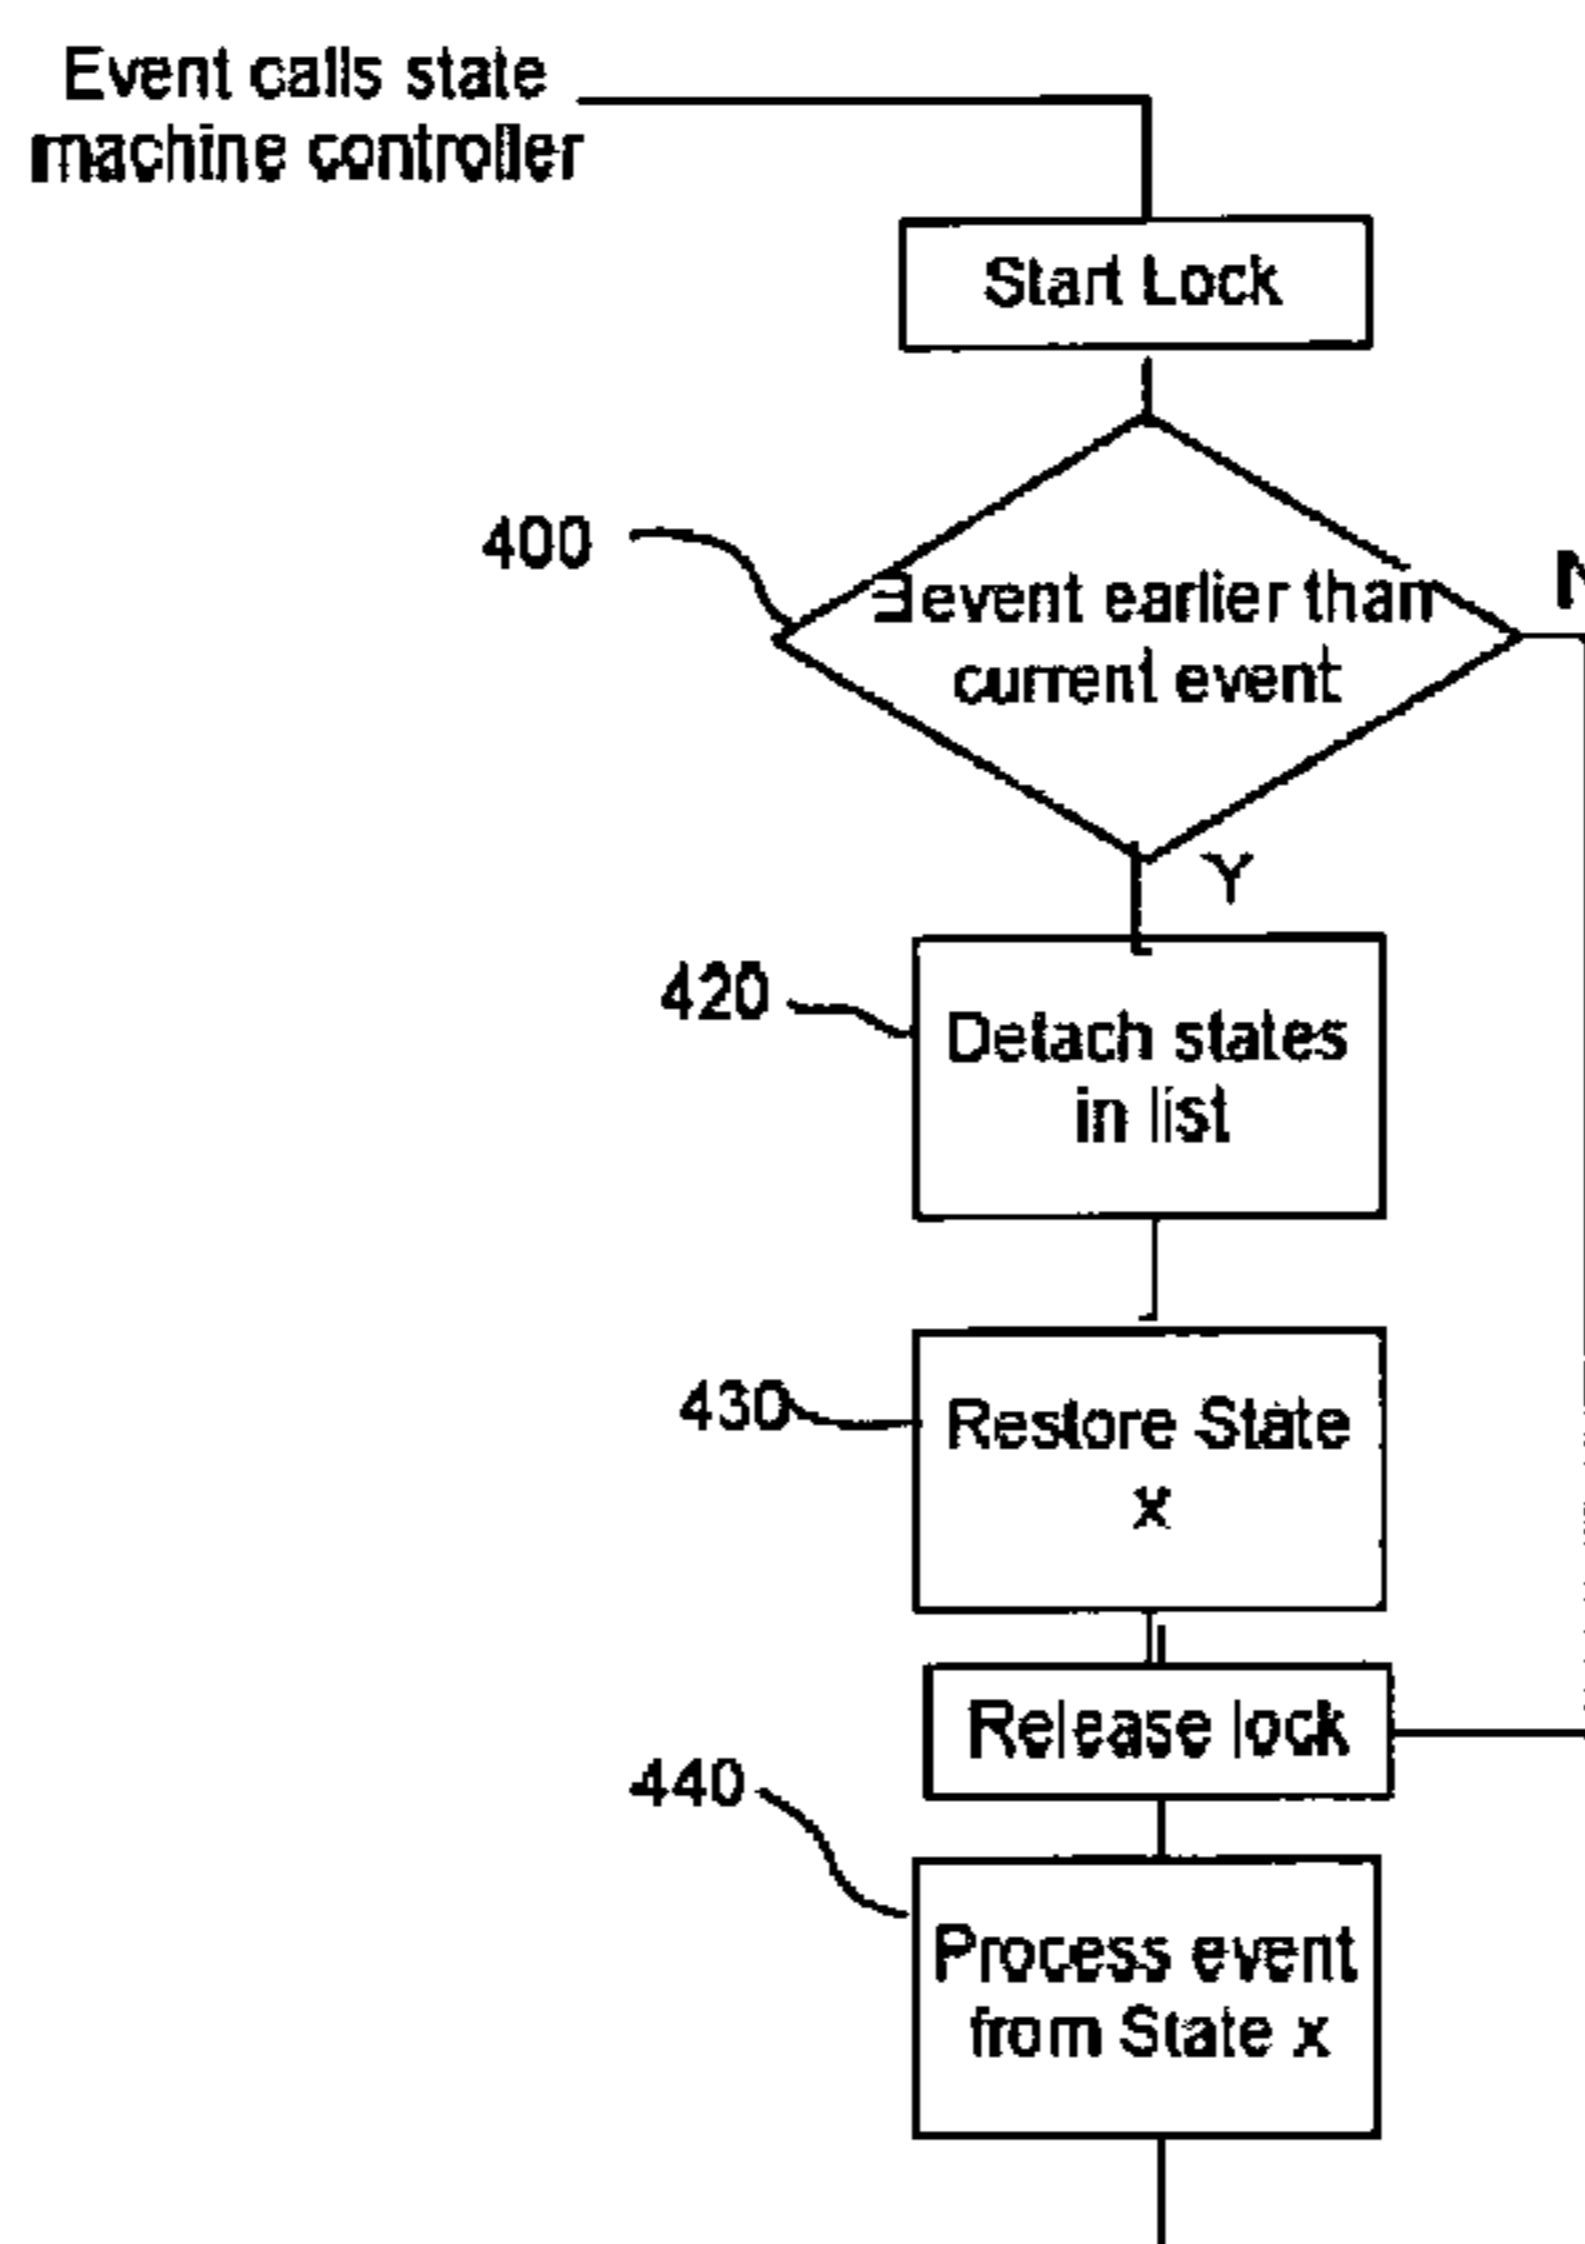 Event calls state
machine controller
Start Lock
400
∃event earlier than
current event
N
Y
420
Detach states
in list
430
Restore State
x
Release lock
440
Process event
from State x